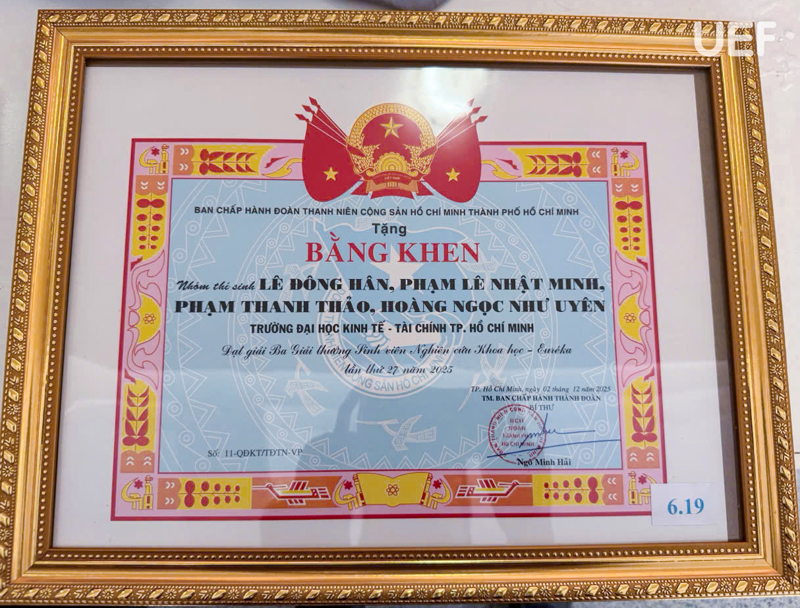 UEF
BAN CHẤP HÀNH ĐOÀN THANH NIÊN CỘNG SẢN HỒ CHÍ MINH THÀNH PHỐ HỒ CHÍ MINH
Tặng
BẰNG KHEN
Nhóm thí sinh LÊ ĐÔNG HÂN, PHẠM LÊ NHẬT MINH,
PHẠM THANH THẢO, HOÀNG NGỌC NHƯ UYÊN
TRƯỜNG ĐẠI HỌC KINH TẾ - TÀI CHÍNH TP. HỒ CHÍ MINH
Đạt giải Ba Giải thưởng Sinh viên Nghiên cứu Khoa học - Euréka
lần thứ 27 năm 2025
TP. Hồ Chí Minh, ngày 02 tháng 12 năm 2025
TM. BAN CHẤP HÀNH THÀNH ĐOÀN
BÍ THƯ
Số: 11-QĐKT/TĐTN-VP
Ngô Minh Hải
6.19